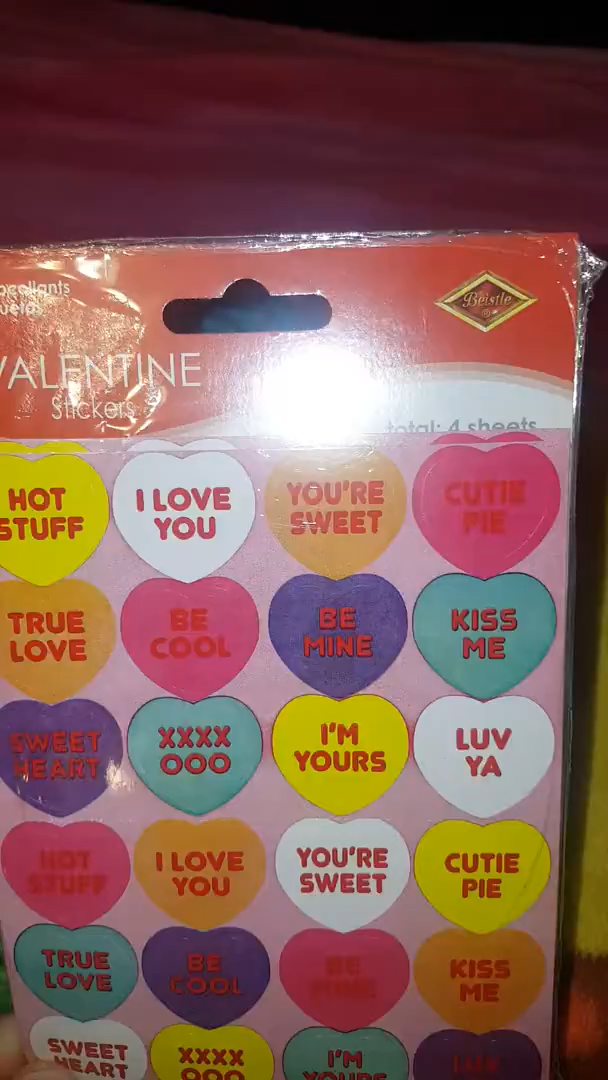 Beistle
VALENTINE
Stickers
total: 4 sheets
HOT
STUFF
I LOVE
YOU
YOU'RE
SWEET
CUTIE
PIE
TRUE
LOVE
BE
COOL
BE
MINE
KISS
ME
SWEET
HEART
XXXX
OOO
I'M
YOURS
LUV
YA
HOT
STUFF
I LOVE
YOU
YOU'RE
SWEET
CUTIE
PIE
TRUE
LOVE
BE
COOL
BE
MINE
KISS
ME
SWEET
HEART
XXXX
OOO
I'M
YOURS
LUV